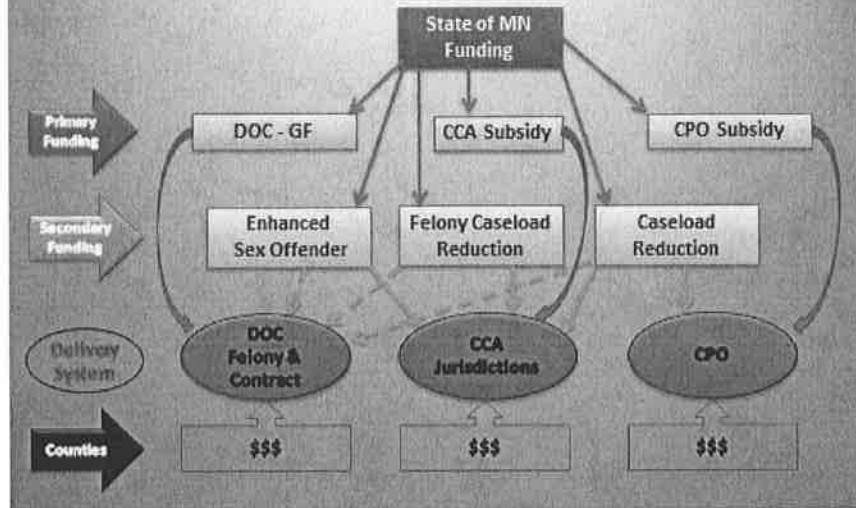 State of MN
Funding
Primary
Funding
DOC - GF
CCA Subsidy
CPO Subsidy
Secondary
Funding
Enhanced
Sex Offender
Felony Caseload
Reduction
Caseload
Reduction
Delivery
System
DOC
Felony &
Contract
CCA
Jurisdictions
CPO
Counties
$$$
$$$
$$$